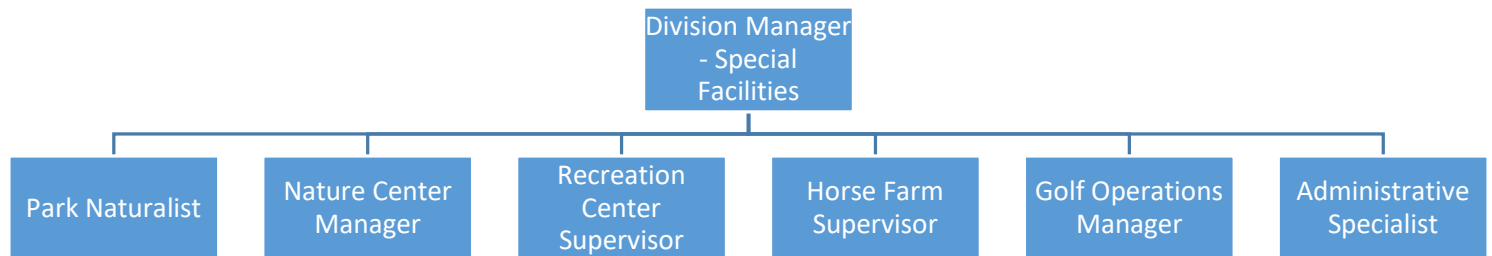 Division Manager
- Special
Facilities
Park Naturalist
Nature Center
Manager
Recreation
Center
Supervisor
Horse Farm
Supervisor
Golf Operations
Manager
Administrative
Specialist